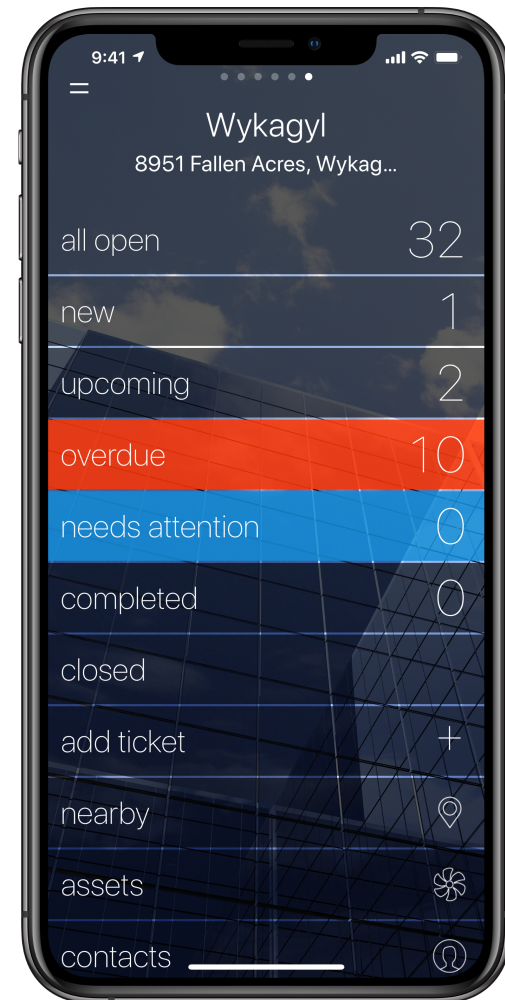 9:41
Wykagyl
8951 Fallen Acres, Wykag...
all open 32
new 1
upcoming 2
overdue 10
needs attention 0
completed 0
closed
add ticket +
nearby
assets
contacts